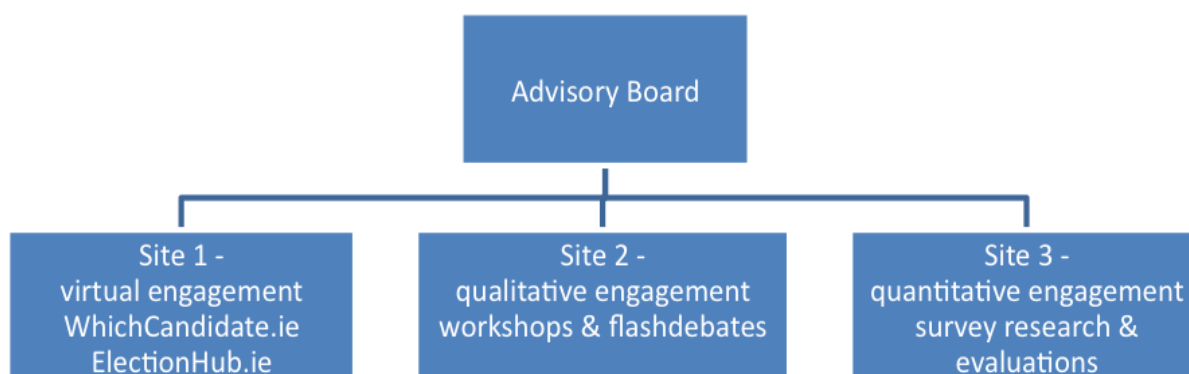 Advisory Board
Site 1 -
virtual engagement
WhichCandidate.ie
ElectionHub.ie
Site 2 -
qualitative engagement
workshops & flashdebates
Site 3 -
quantitative engagement
survey research &
evaluations